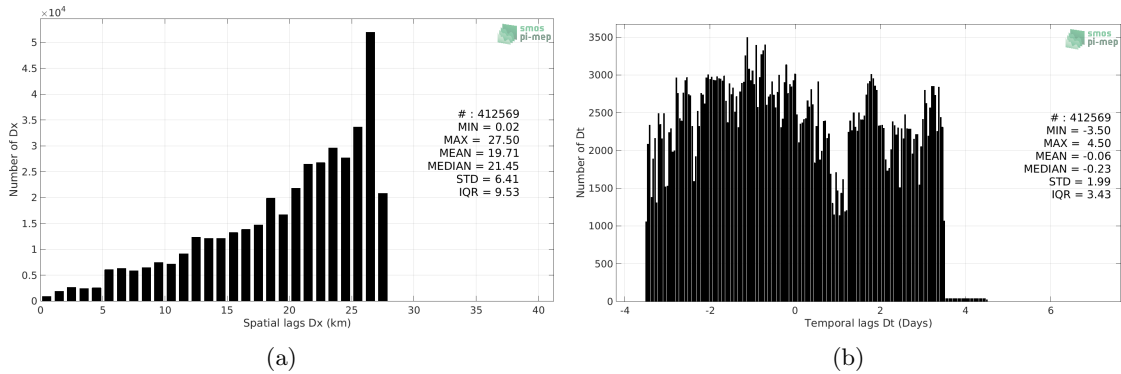 ×10⁴
5
4.5
4
3.5
3
2.5
2
1.5
1
0.5
0
Number of Dx
0 5 10 15 20 25 30 35 40
Spatial lags Dx (km)
smos
pi-mep
# : 412569
MIN = 0.02
MAX = 27.50
MEAN = 19.71
MEDIAN = 21.45
STD = 6.41
IQR = 9.53
(a)
3500
3000
2500
2000
1500
1000
500
0
Number of Dt
-4 -2 0 2 4 6
Temporal lags Dt (Days)
smos
pi-mep
# : 412569
MIN = -3.50
MAX = 4.50
MEAN = -0.06
MEDIAN = -0.23
STD = 1.99
IQR = 3.43
(b)